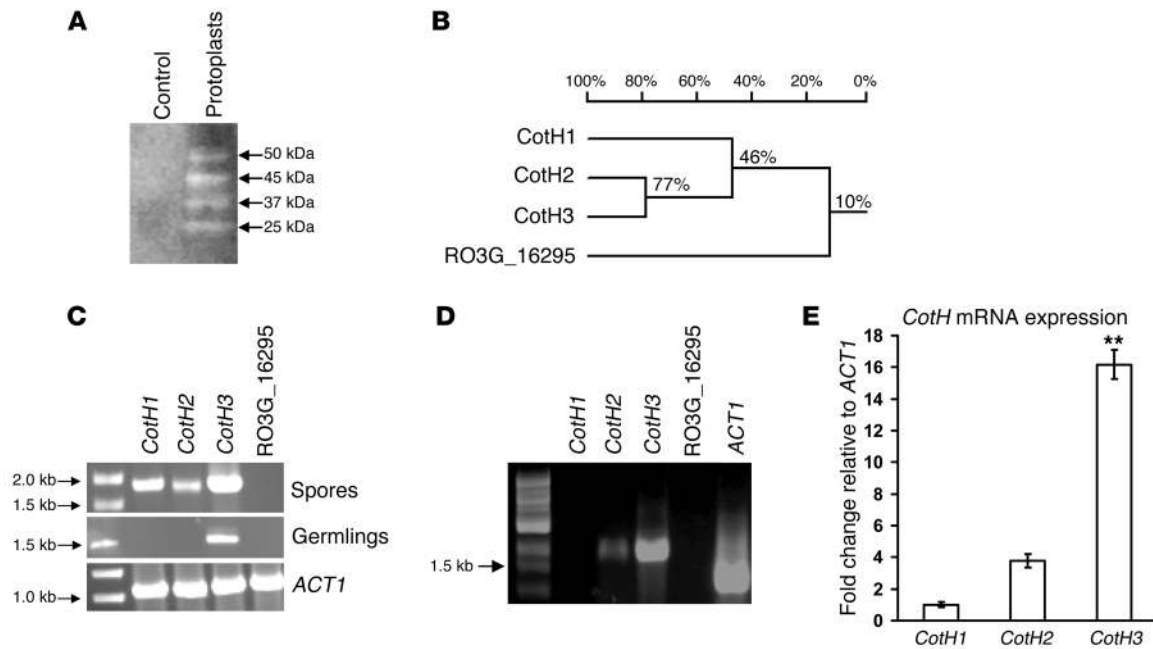 A
Control
Protoplasts
50 kDa
45 kDa
37 kDa
25 kDa
B
100% 80% 60% 40% 20% 0%
CotH1
CotH2
CotH3
RO3G_16295
46%
77%
10%
C
CotH1
CotH2
CotH3
RO3G_16295
2.0 kb
1.5 kb
Spores
1.5 kb
Germlings
1.0 kb
ACT1
D
CotH1
CotH2
CotH3
RO3G_16295
ACT1
1.5 kb
E
CotH mRNA expression
Fold change relative to ACT1
18
16
14
12
10
8
6
4
2
0
**
CotH1 CotH2 CotH3